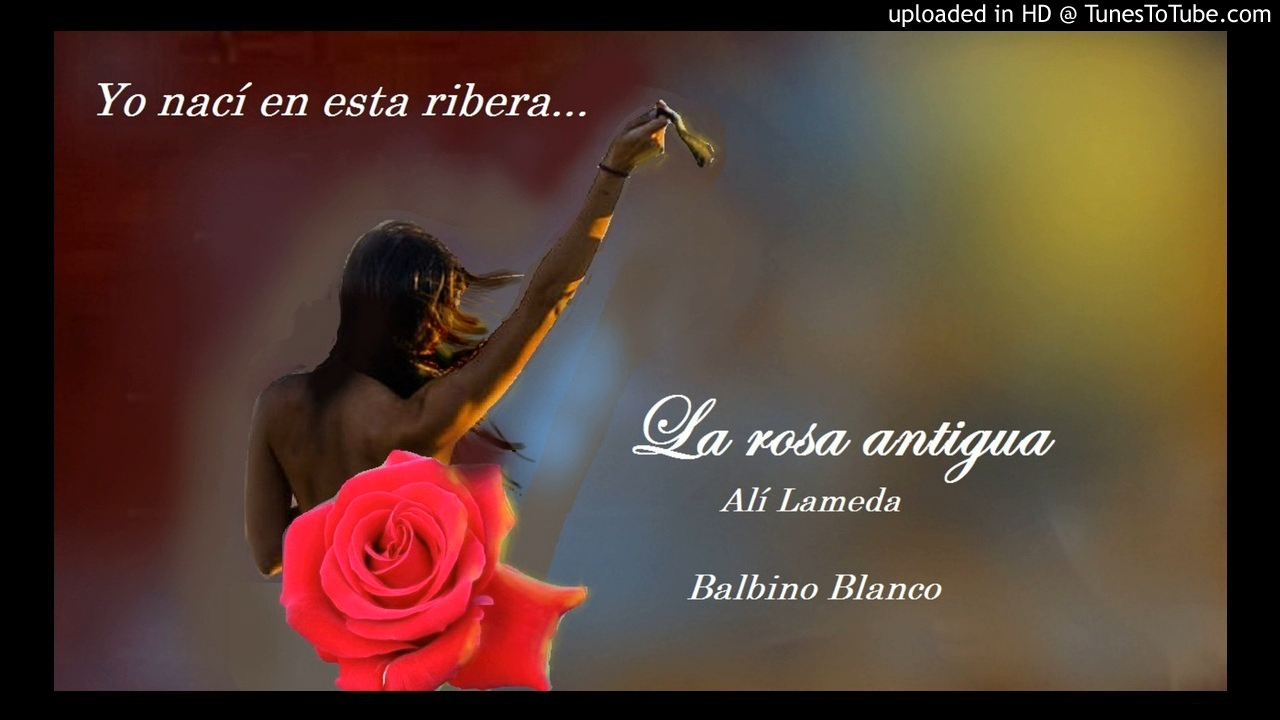 uploaded in HD @ TunesToTube.com
Yo nací en esta ribera...
La rosa antigua
Alí Lameda
Balbino Blanco